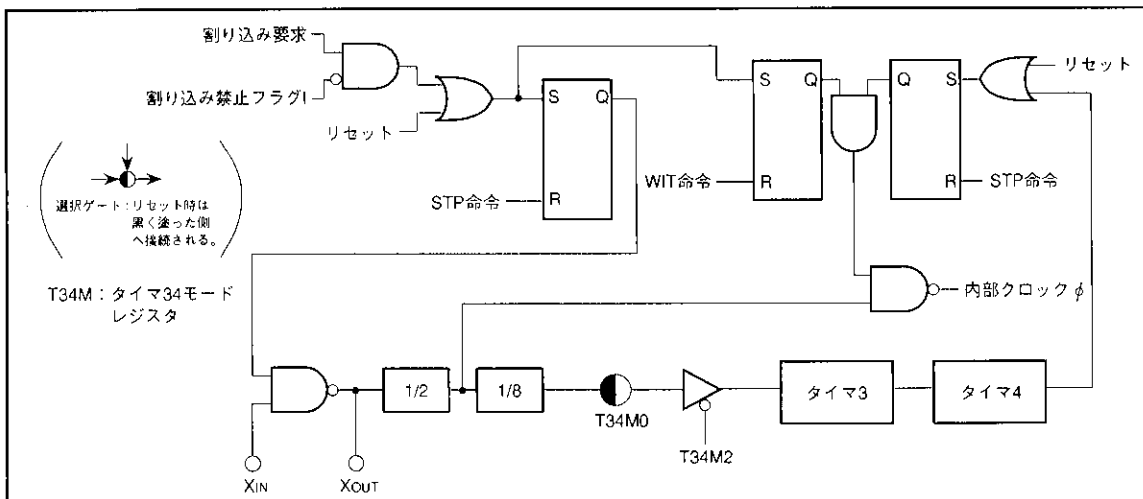 割り込み要求
割り込み禁止フラグI
リセット
S
Q
R
STP命令
S
Q
R
WIT命令
Q
S
R
STP命令
リセット
選択ゲート：リセット時は
黒く塗った側
へ接続される。
T34M：タイマ34モード
レジスタ
内部クロック φ
1/2
1/8
T34M0
T34M2
タイマ3
タイマ4
XIN
XOUT